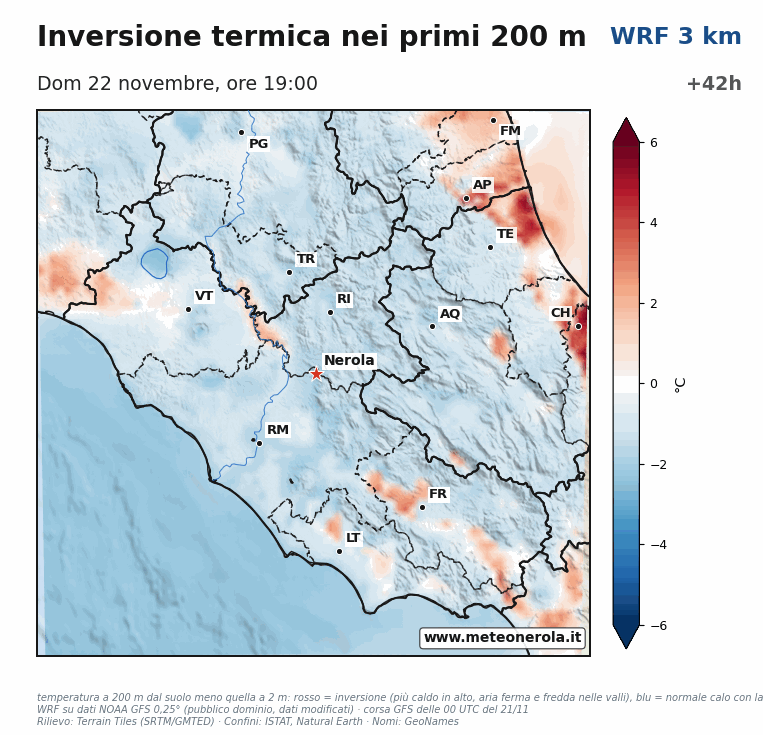 Inversione termica nei primi 200 m WRF 3 km
Dom 22 novembre, ore 19:00 +42h
PG
FM
AP
TE
TR
VT
RI
AQ
CH
Nerola
RM
FR
LT
www.meteonerola.it
6
4
2
0
−2
−4
−6
°C
temperatura a 200 m dal suolo meno quella a 2 m: rosso = inversione (più caldo in alto, aria ferma e fredda nelle valli), blu = normale calo con la
WRF su dati NOAA GFS 0,25° (pubblico dominio, dati modificati) · corsa GFS delle 00 UTC del 21/11
Rilievo: Terrain Tiles (SRTM/GMTED) · Confini: ISTAT, Natural Earth · Nomi: GeoNames